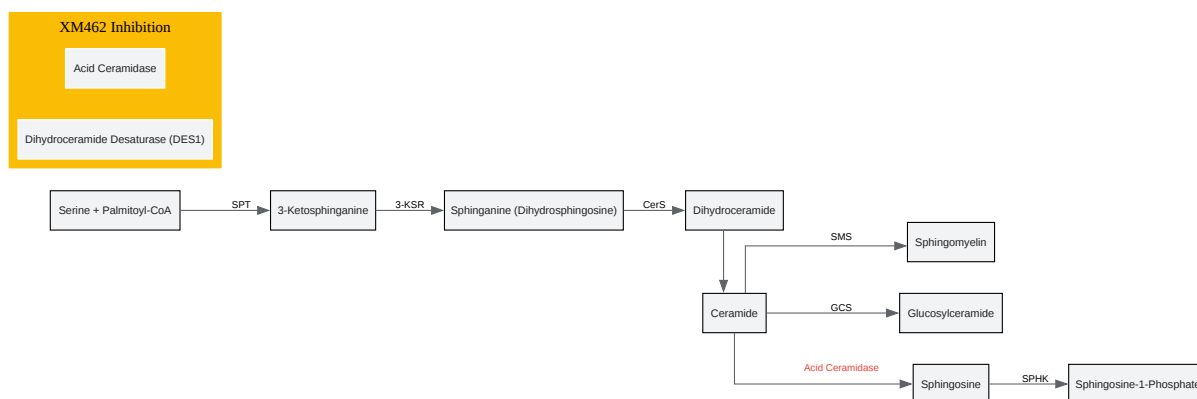 XM462 Inhibition
Acid Ceramidase
Dihydroceramide Desaturase (DES1)
Serine + Palmitoyl-CoA
SPT
3-Ketosphinganine
3-KSR
Sphinganine (Dihydrosphingosine)
CerS
Dihydroceramide
SMS
Sphingomyelin
Ceramide
GCS
Glucosylceramide
Acid Ceramidase
Sphingosine
SPHK
Sphingosine-1-Phosphate